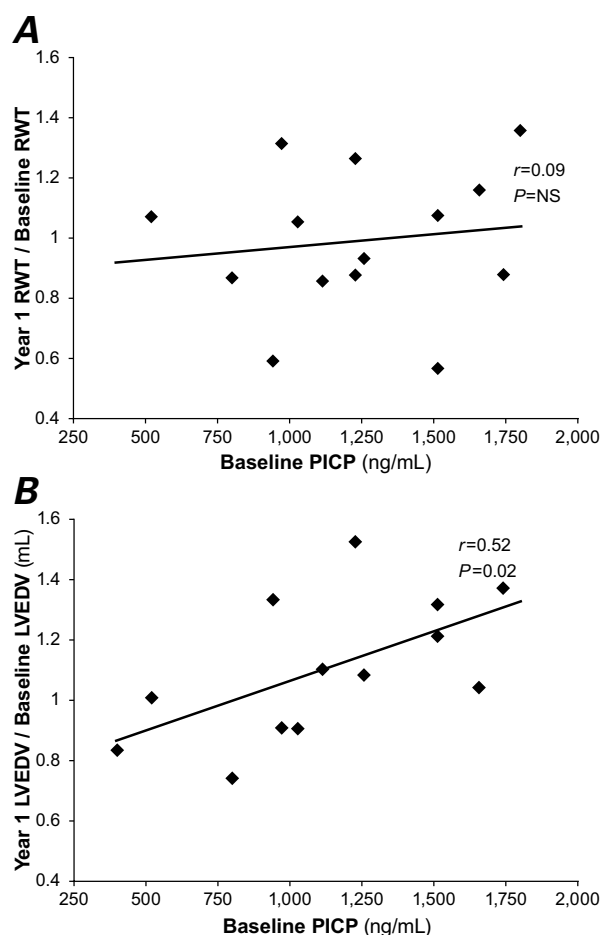 A
Year 1 RWT / Baseline RWT
1.6
1.4
1.2
1
0.8
0.6
0.4
r=0.09
P=NS
250 500 750 1,000 1,250 1,500 1,750 2,000
Baseline PICP (ng/mL)
B
Year 1 LVEDV / Baseline LVEDV (mL)
1.6
1.4
1.2
1
0.8
0.6
0.4
r=0.52
P=0.02
250 500 750 1,000 1,250 1,500 1,750 2,000
Baseline PICP (ng/mL)